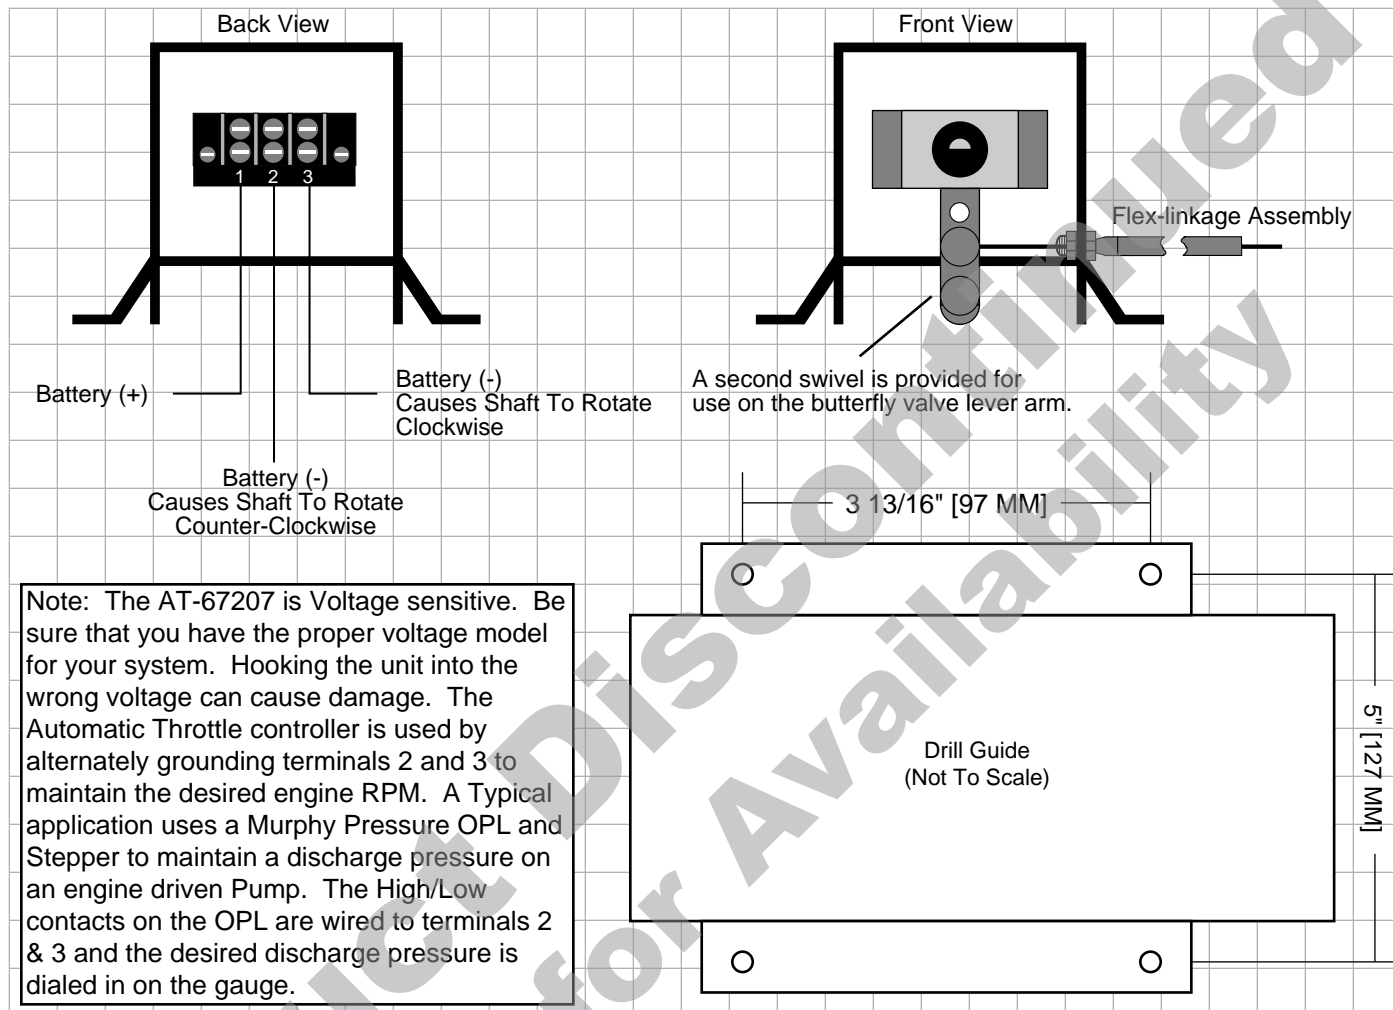 Back View
1 2 3
Battery (+)
Battery (-)
Causes Shaft To Rotate
Clockwise
Battery (-)
Causes Shaft To Rotate
Counter-Clockwise
Front View
Flex-linkage Assembly
A second swivel is provided for
use on the butterfly valve lever arm.
3 13/16" [97 MM]
5" [127 MM]
Drill Guide
(Not To Scale)
Note: The AT-67207 is Voltage sensitive. Be
sure that you have the proper voltage model
for your system. Hooking the unit into the
wrong voltage can cause damage. The
Automatic Throttle controller is used by
alternately grounding terminals 2 and 3 to
maintain the desired engine RPM. A Typical
application uses a Murphy Pressure OPL and
Stepper to maintain a discharge pressure on
an engine driven Pump. The High/Low
contacts on the OPL are wired to terminals 2
& 3 and the desired discharge pressure is
dialed in on the gauge.
uct Discontinued
for Availability